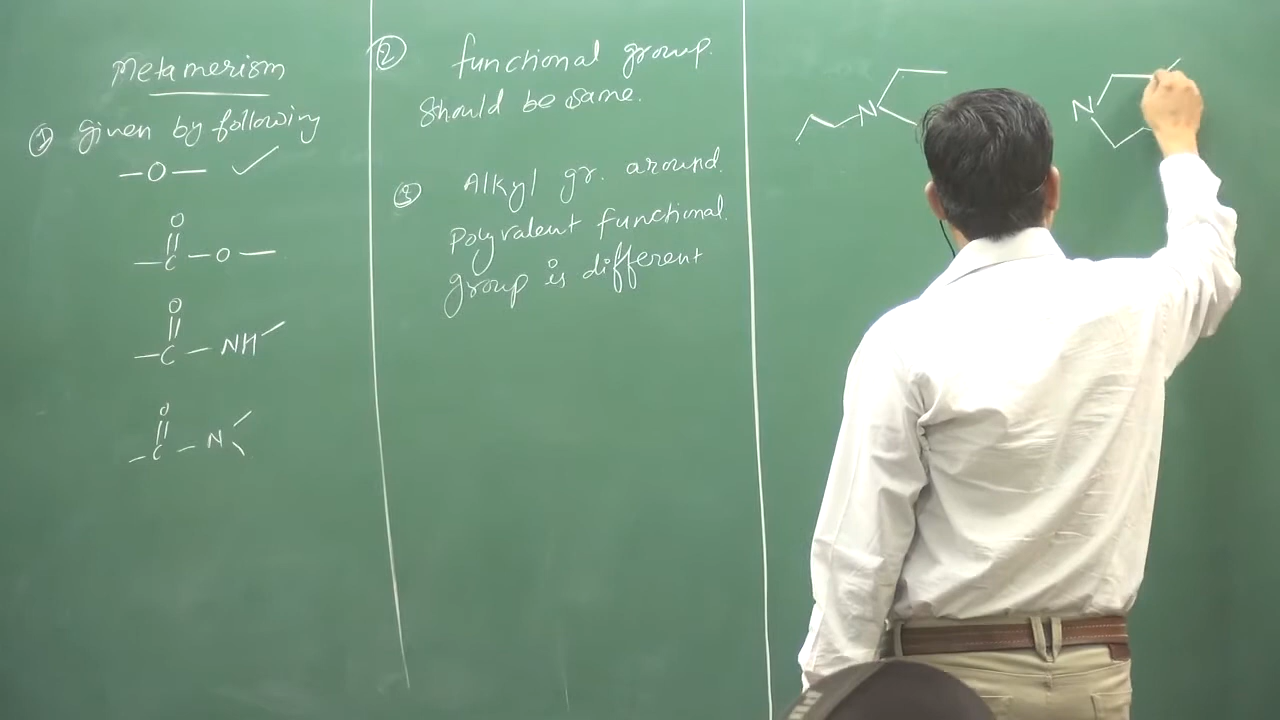 Metamerism
① Given by following
-O- ✓
O
||
-C-O-
O
||
-C-NH
O
||
-C-N
② functional group.
Should be same.
③ Alkyl gr. around.
Polyvalent functional.
group is different
N
N